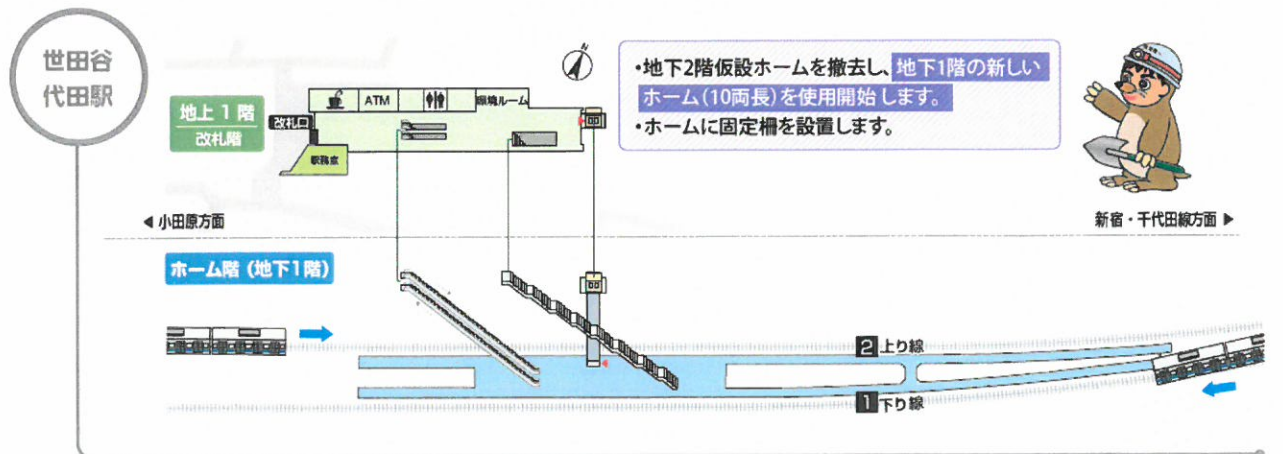 世田谷
代田駅
地上1階
改札階
ATM
環境ルーム
改札口
駅務室
N
・地下2階仮設ホームを撤去し、地下1階の新しい
ホーム(10両長)を使用開始します。
・ホームに固定柵を設置します。
◀ 小田原方面
新宿・千代田線方面 ▶
ホーム階(地下1階)
2 上り線
1 下り線